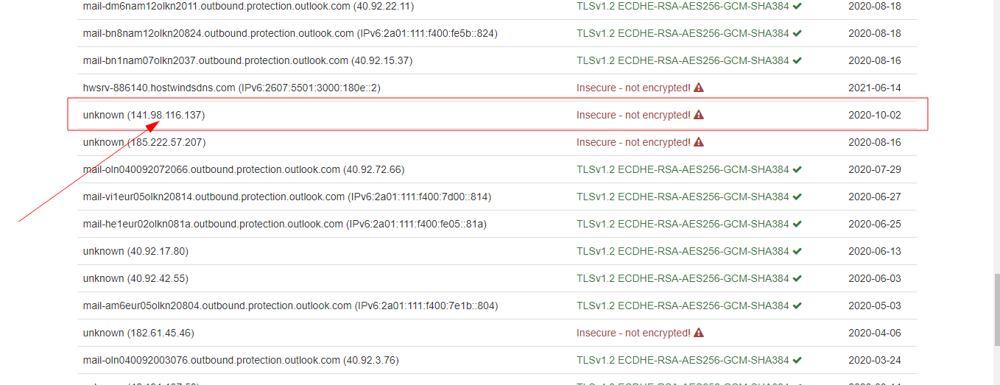 mail-dm6nam12olkn2011.outbound.protection.outlook.com (40.92.22.11) TLSv1.2 ECDHE-RSA-AES256-GCM-SHA384 ✔ 2020-08-18
mail-bn8nam12olkn20824.outbound.protection.outlook.com (IPv6:2a01:111:f400:fe5b::824) TLSv1.2 ECDHE-RSA-AES256-GCM-SHA384 ✔ 2020-08-18
mail-bn1nam07olkn2037.outbound.protection.outlook.com (40.92.15.37) TLSv1.2 ECDHE-RSA-AES256-GCM-SHA384 ✔ 2020-08-16
hwsrv-886140.hostwindsdns.com (IPv6:2607:5501:3000:180e::2) Insecure - not encrypted! ⚠ 2021-06-14
unknown (141.98.116.137) Insecure - not encrypted! ⚠ 2020-10-02
unknown (185.222.57.207) Insecure - not encrypted! ⚠ 2020-08-16
mail-oln040092072066.outbound.protection.outlook.com (40.92.72.66) TLSv1.2 ECDHE-RSA-AES256-GCM-SHA384 ✔ 2020-07-29
mail-vi1eur05olkn20814.outbound.protection.outlook.com (IPv6:2a01:111:f400:7d00::814) TLSv1.2 ECDHE-RSA-AES256-GCM-SHA384 ✔ 2020-06-27
mail-he1eur02olkn081a.outbound.protection.outlook.com (IPv6:2a01:111:f400:fe05::81a) TLSv1.2 ECDHE-RSA-AES256-GCM-SHA384 ✔ 2020-06-25
unknown (40.92.17.80) TLSv1.2 ECDHE-RSA-AES256-GCM-SHA384 ✔ 2020-06-13
unknown (40.92.42.55) TLSv1.2 ECDHE-RSA-AES256-GCM-SHA384 ✔ 2020-06-03
mail-am6eur05olkn20804.outbound.protection.outlook.com (IPv6:2a01:111:f400:7e1b::804) TLSv1.2 ECDHE-RSA-AES256-GCM-SHA384 ✔ 2020-05-03
unknown (182.61.45.46) Insecure - not encrypted! ⚠ 2020-04-06
mail-oln040092003076.outbound.protection.outlook.com (40.92.3.76) TLSv1.2 ECDHE-RSA-AES256-GCM-SHA384 ✔ 2020-03-24